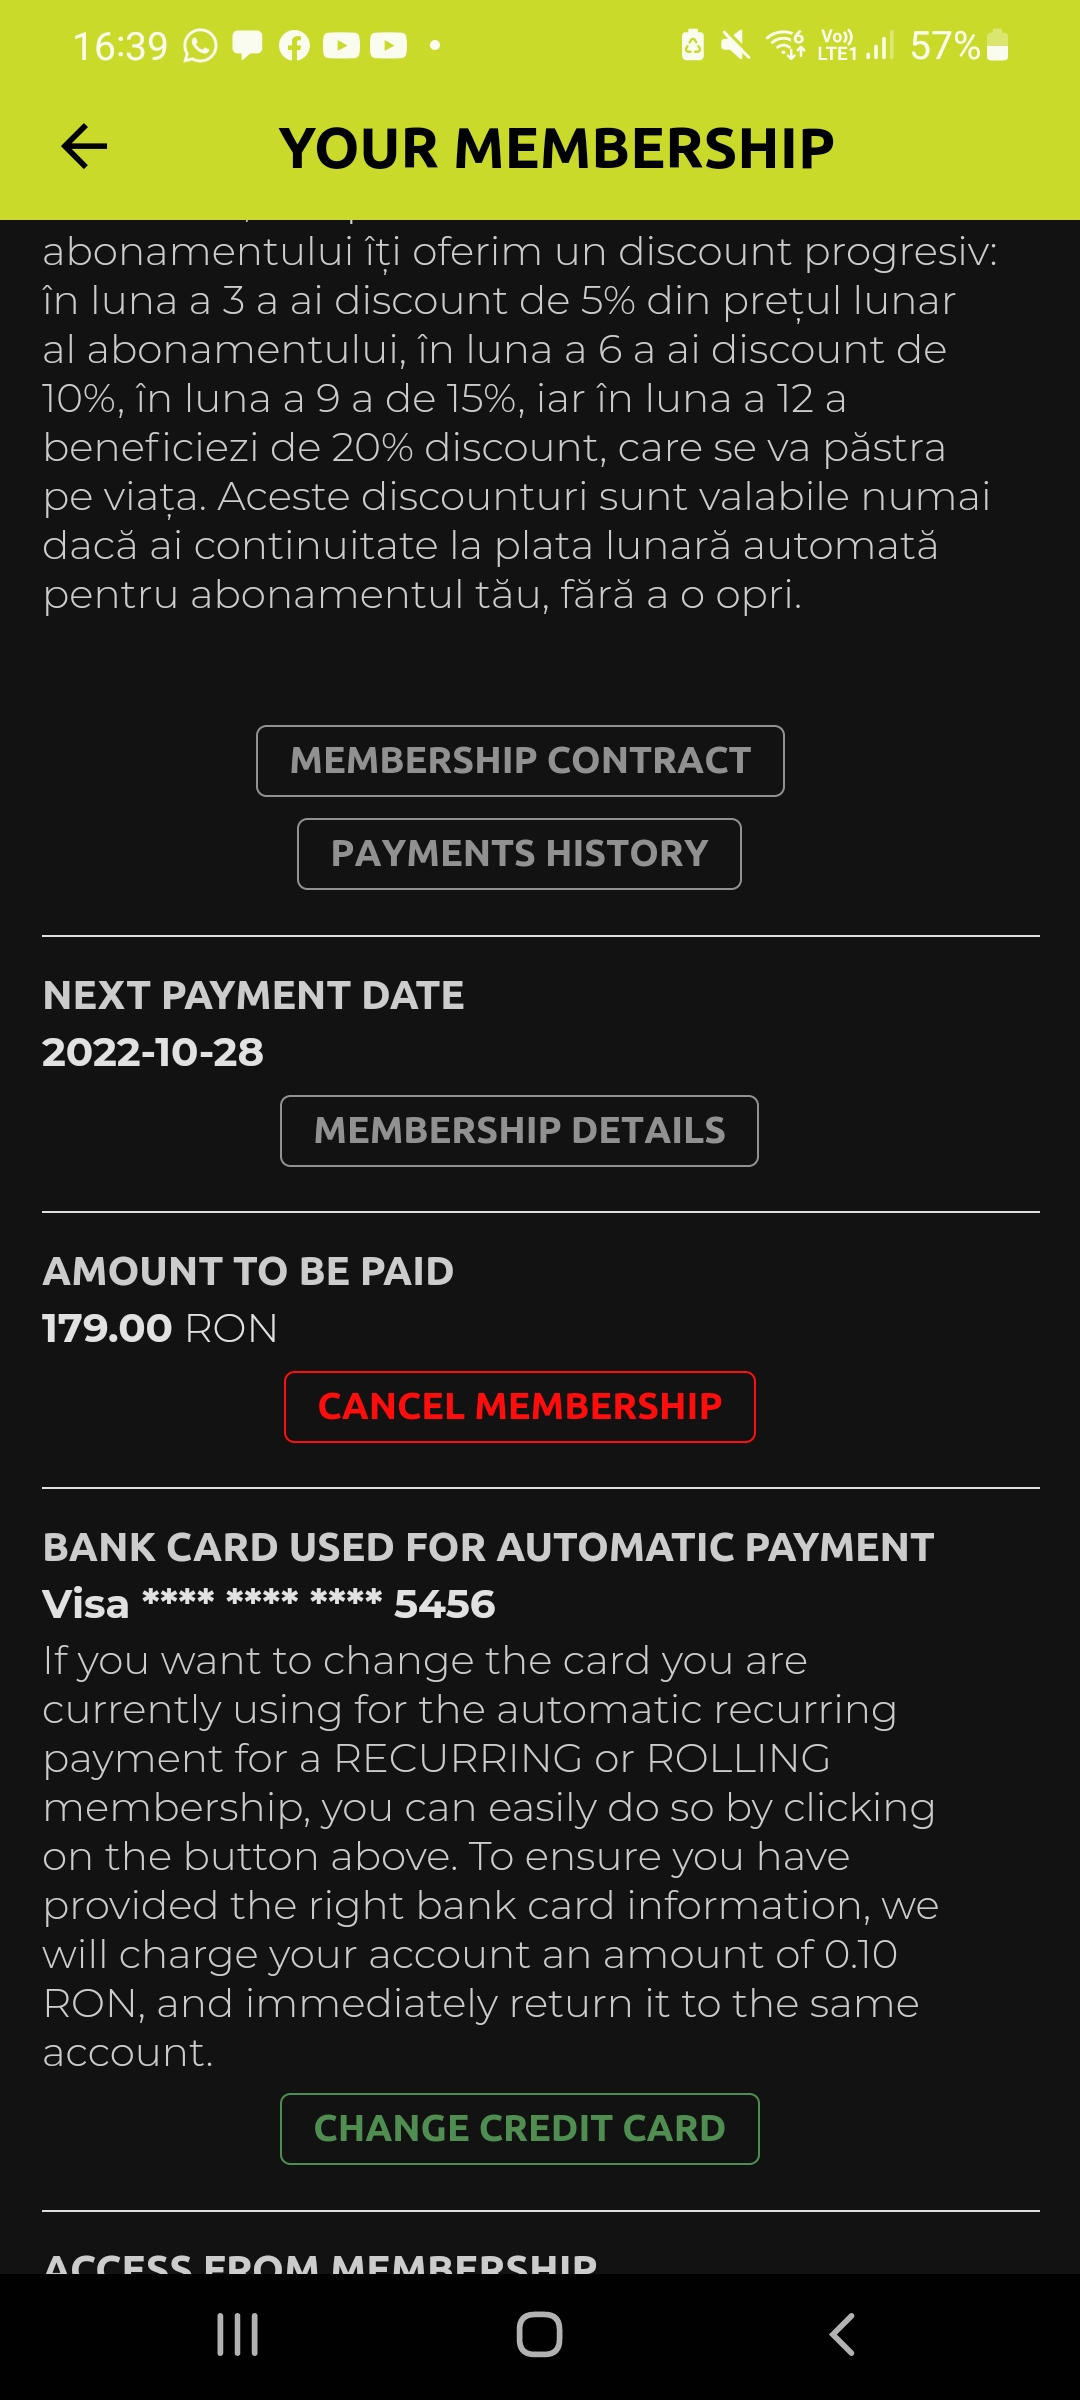 16:39
Vo)) LTE1 57%
YOUR MEMBERSHIP
abonamentului îți oferim un discount progresiv:
în luna a 3 a ai discount de 5% din prețul lunar
al abonamentului, în luna a 6 a ai discount de
10%, în luna a 9 a de 15%, iar în luna a 12 a
beneficiezi de 20% discount, care se va păstra
pe viața. Aceste discounturi sunt valabile numai
dacă ai continuitate la plata lunară automată
pentru abonamentul tău, fără a o opri.
MEMBERSHIP CONTRACT
PAYMENTS HISTORY
NEXT PAYMENT DATE
2022-10-28
MEMBERSHIP DETAILS
AMOUNT TO BE PAID
179.00 RON
CANCEL MEMBERSHIP
BANK CARD USED FOR AUTOMATIC PAYMENT
Visa **** **** **** 5456
If you want to change the card you are
currently using for the automatic recurring
payment for a RECURRING or ROLLING
membership, you can easily do so by clicking
on the button above. To ensure you have
provided the right bank card information, we
will charge your account an amount of 0.10
RON, and immediately return it to the same
account.
CHANGE CREDIT CARD
ACCESS FROM MEMBERSHIP